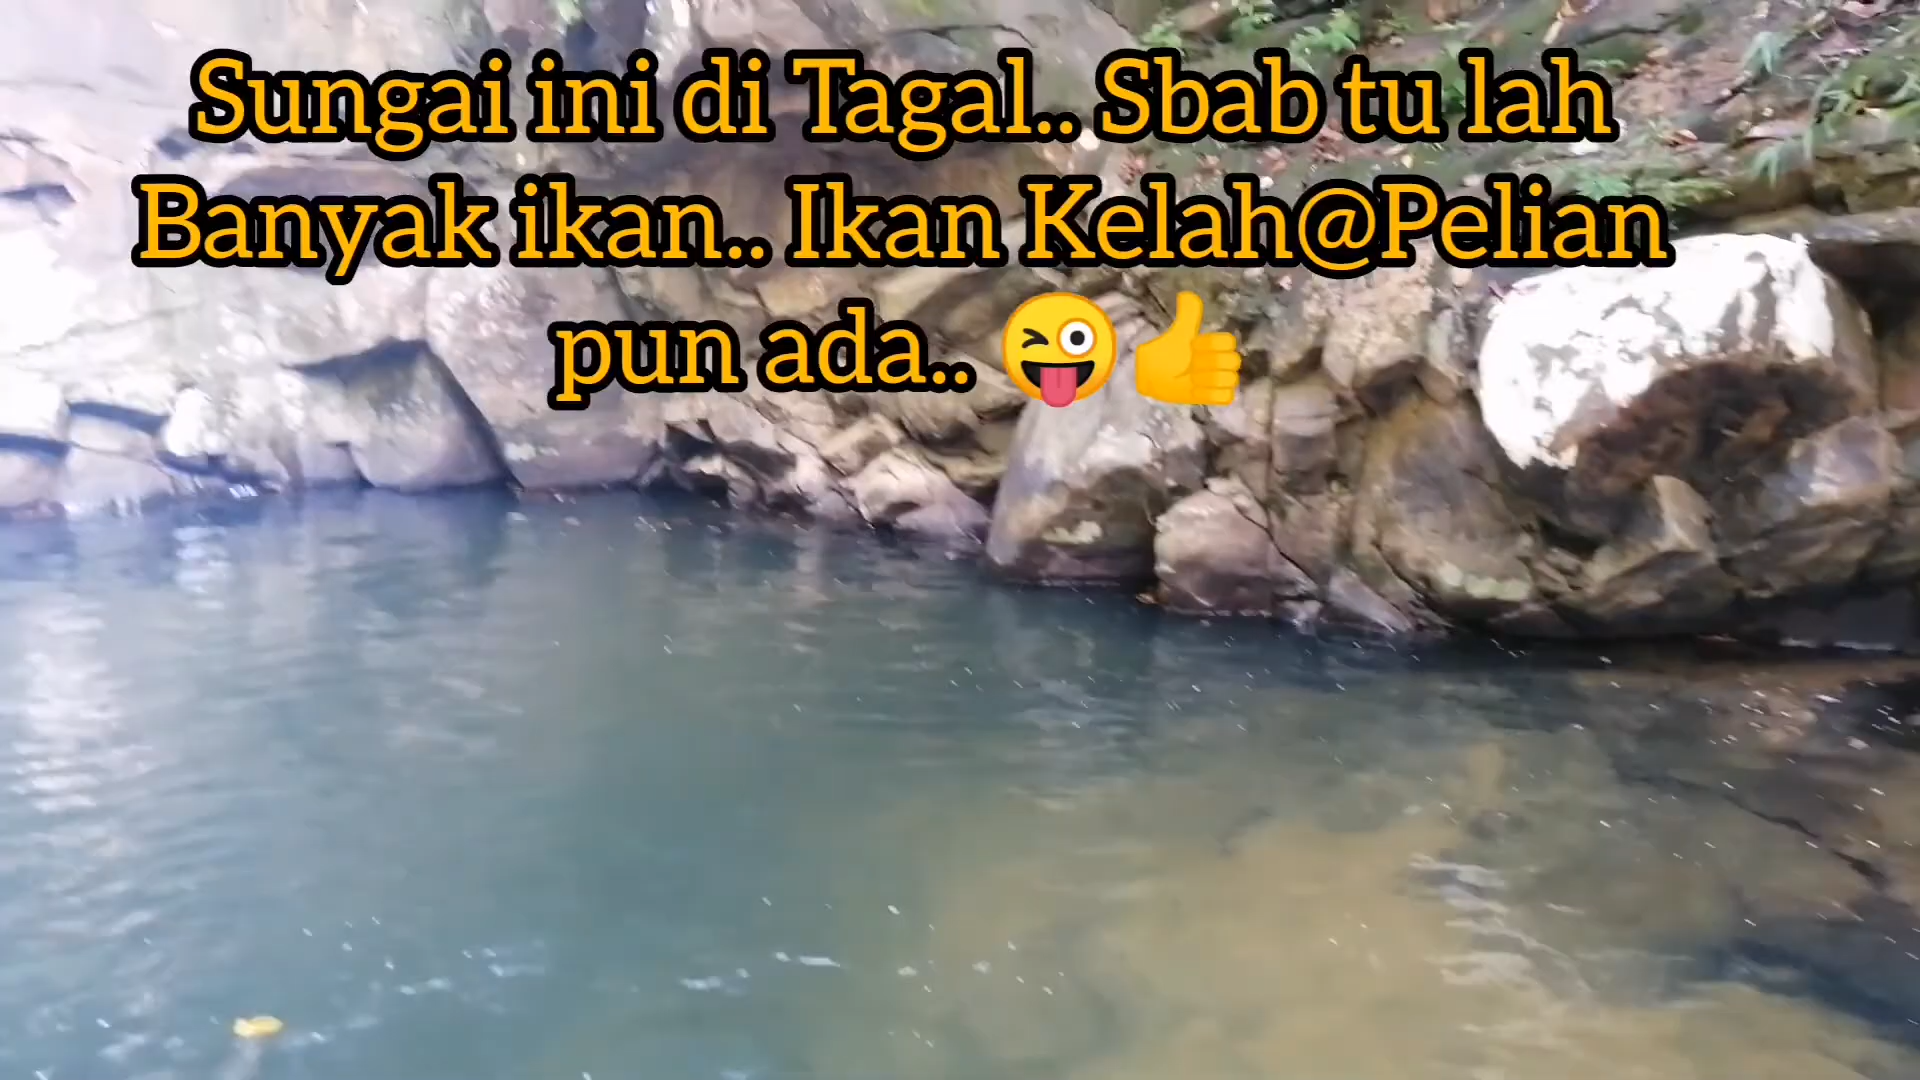 Sungai ini di Tagal.. Sbab tu lah
Banyak ikan.. Ikan Kelah@Pelian
pun ada.. 😜👍